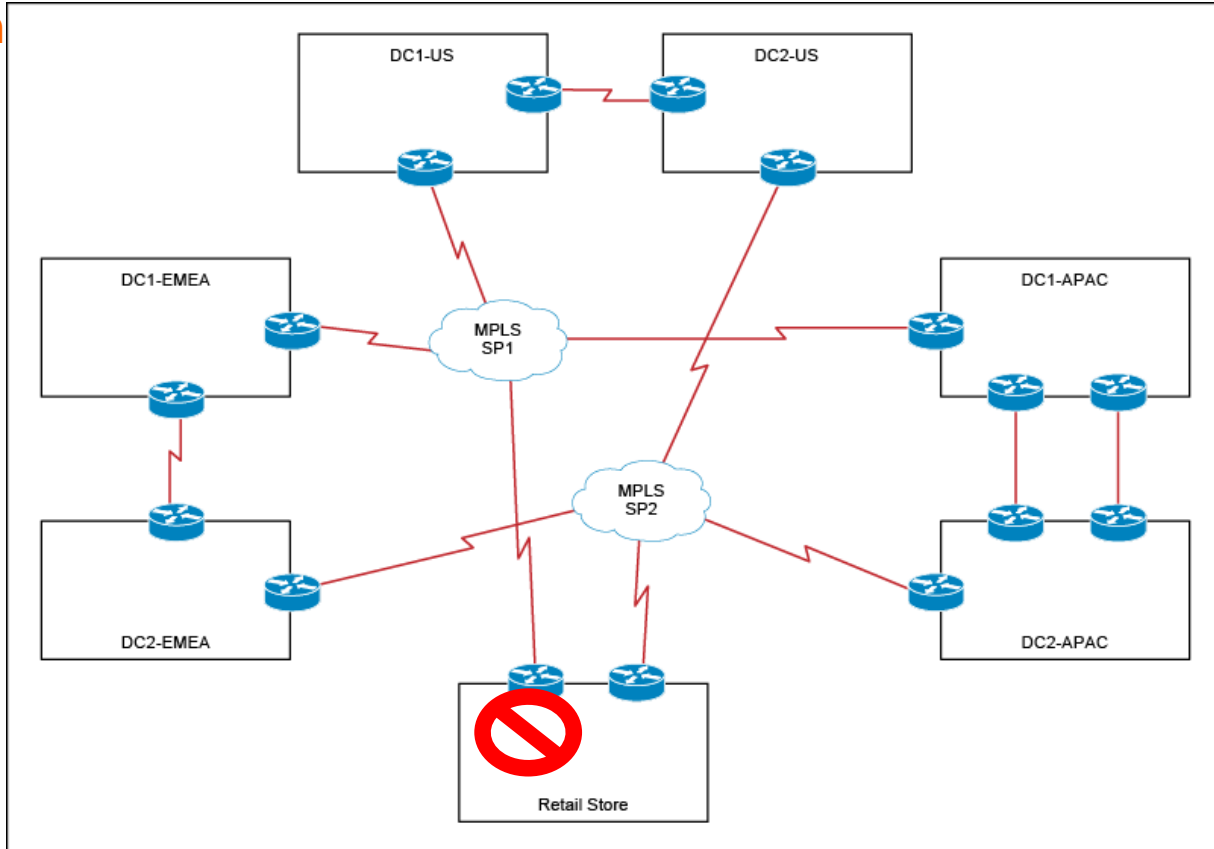 DC1-US
DC2-US
DC1-EMEA
DC1-APAC
MPLS
SP1
MPLS
SP2
DC2-EMEA
DC2-APAC
Retail Store